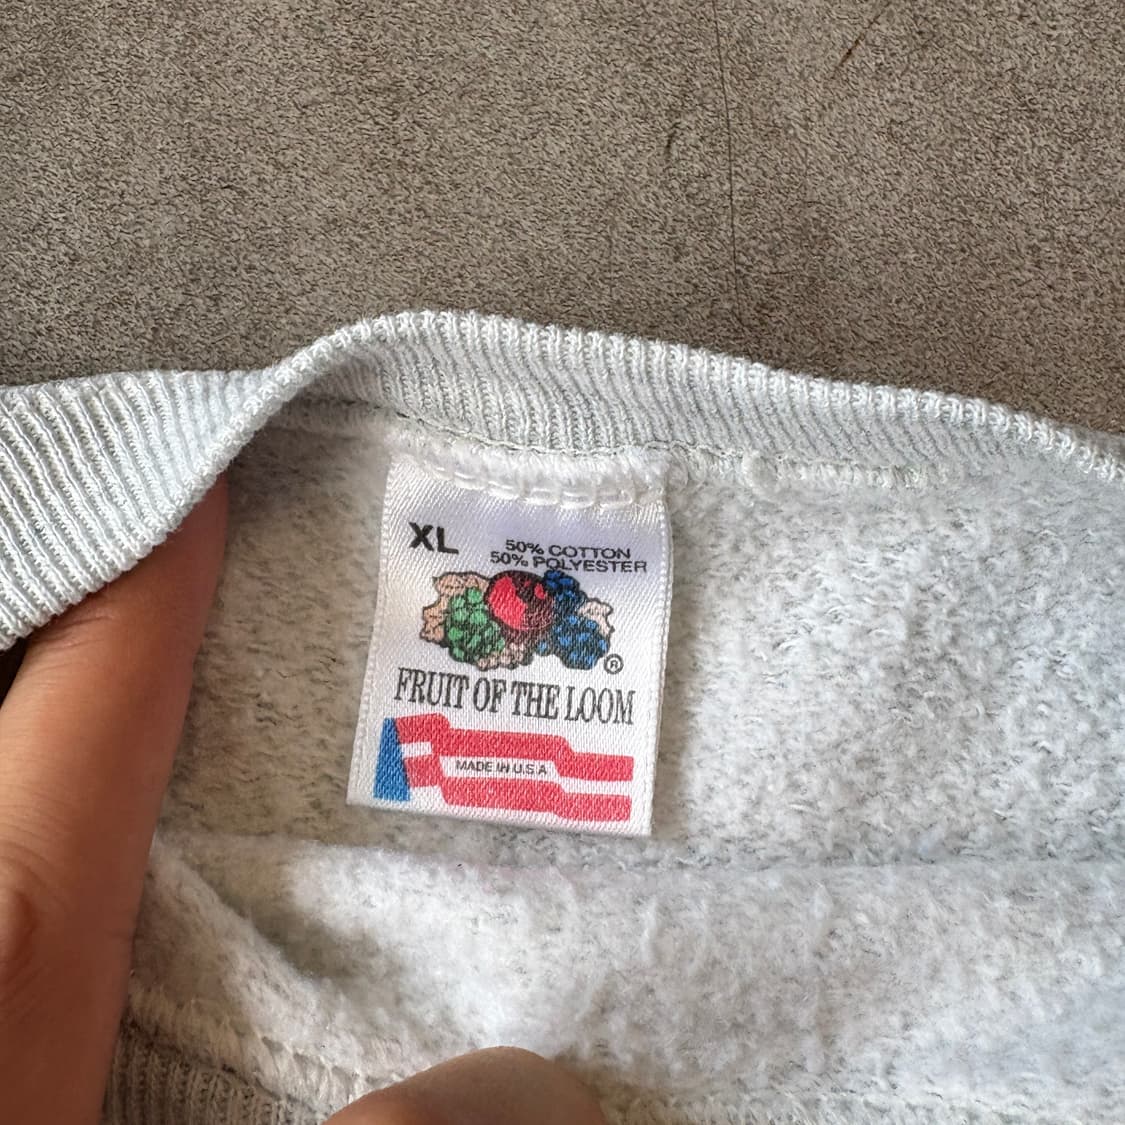 XL
50% COTTON
50% POLYESTER
®
FRUIT OF THE LOOM
MADE IN U.S.A